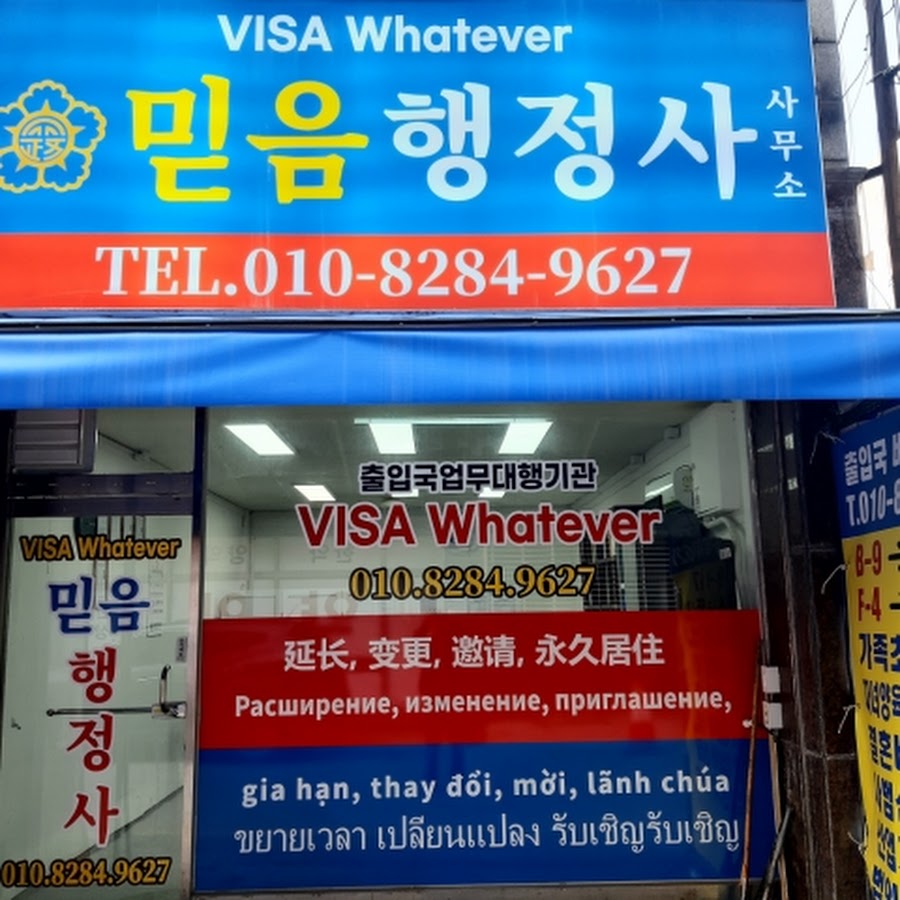 VISA Whatever
믿음행정사
사무소
TEL.010-8284-9627
출입국업무대행기관
VISA Whatever
010.8284.9627
延长, 变更, 邀请, 永久居住
Расширение, изменение, приглашение,
gia hạn, thay đổi, mời, lãnh chúa
ขยายเวลา เปลี่ยนแปลง รับเชิญรับเชิญ
VISA Whatever
믿음
행
정
사
010.8284.9627
출입국
T.010-8
B-9
F-4